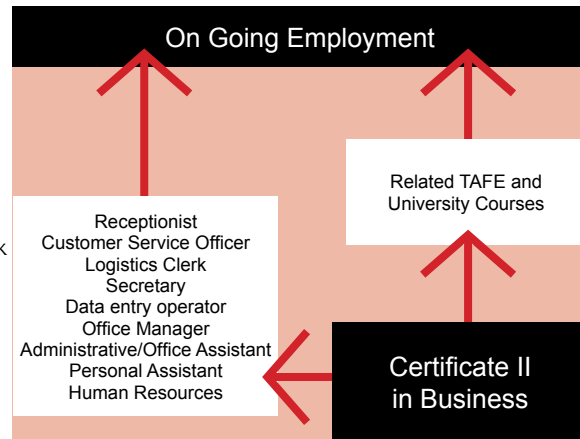 On Going Employment
Related TAFE and
University Courses
Receptionist
Customer Service Officer
Logistics Clerk
Secretary
Data entry operator
Office Manager
Administrative/Office Assistant
Personal Assistant
Human Resources
Certificate II
in Business